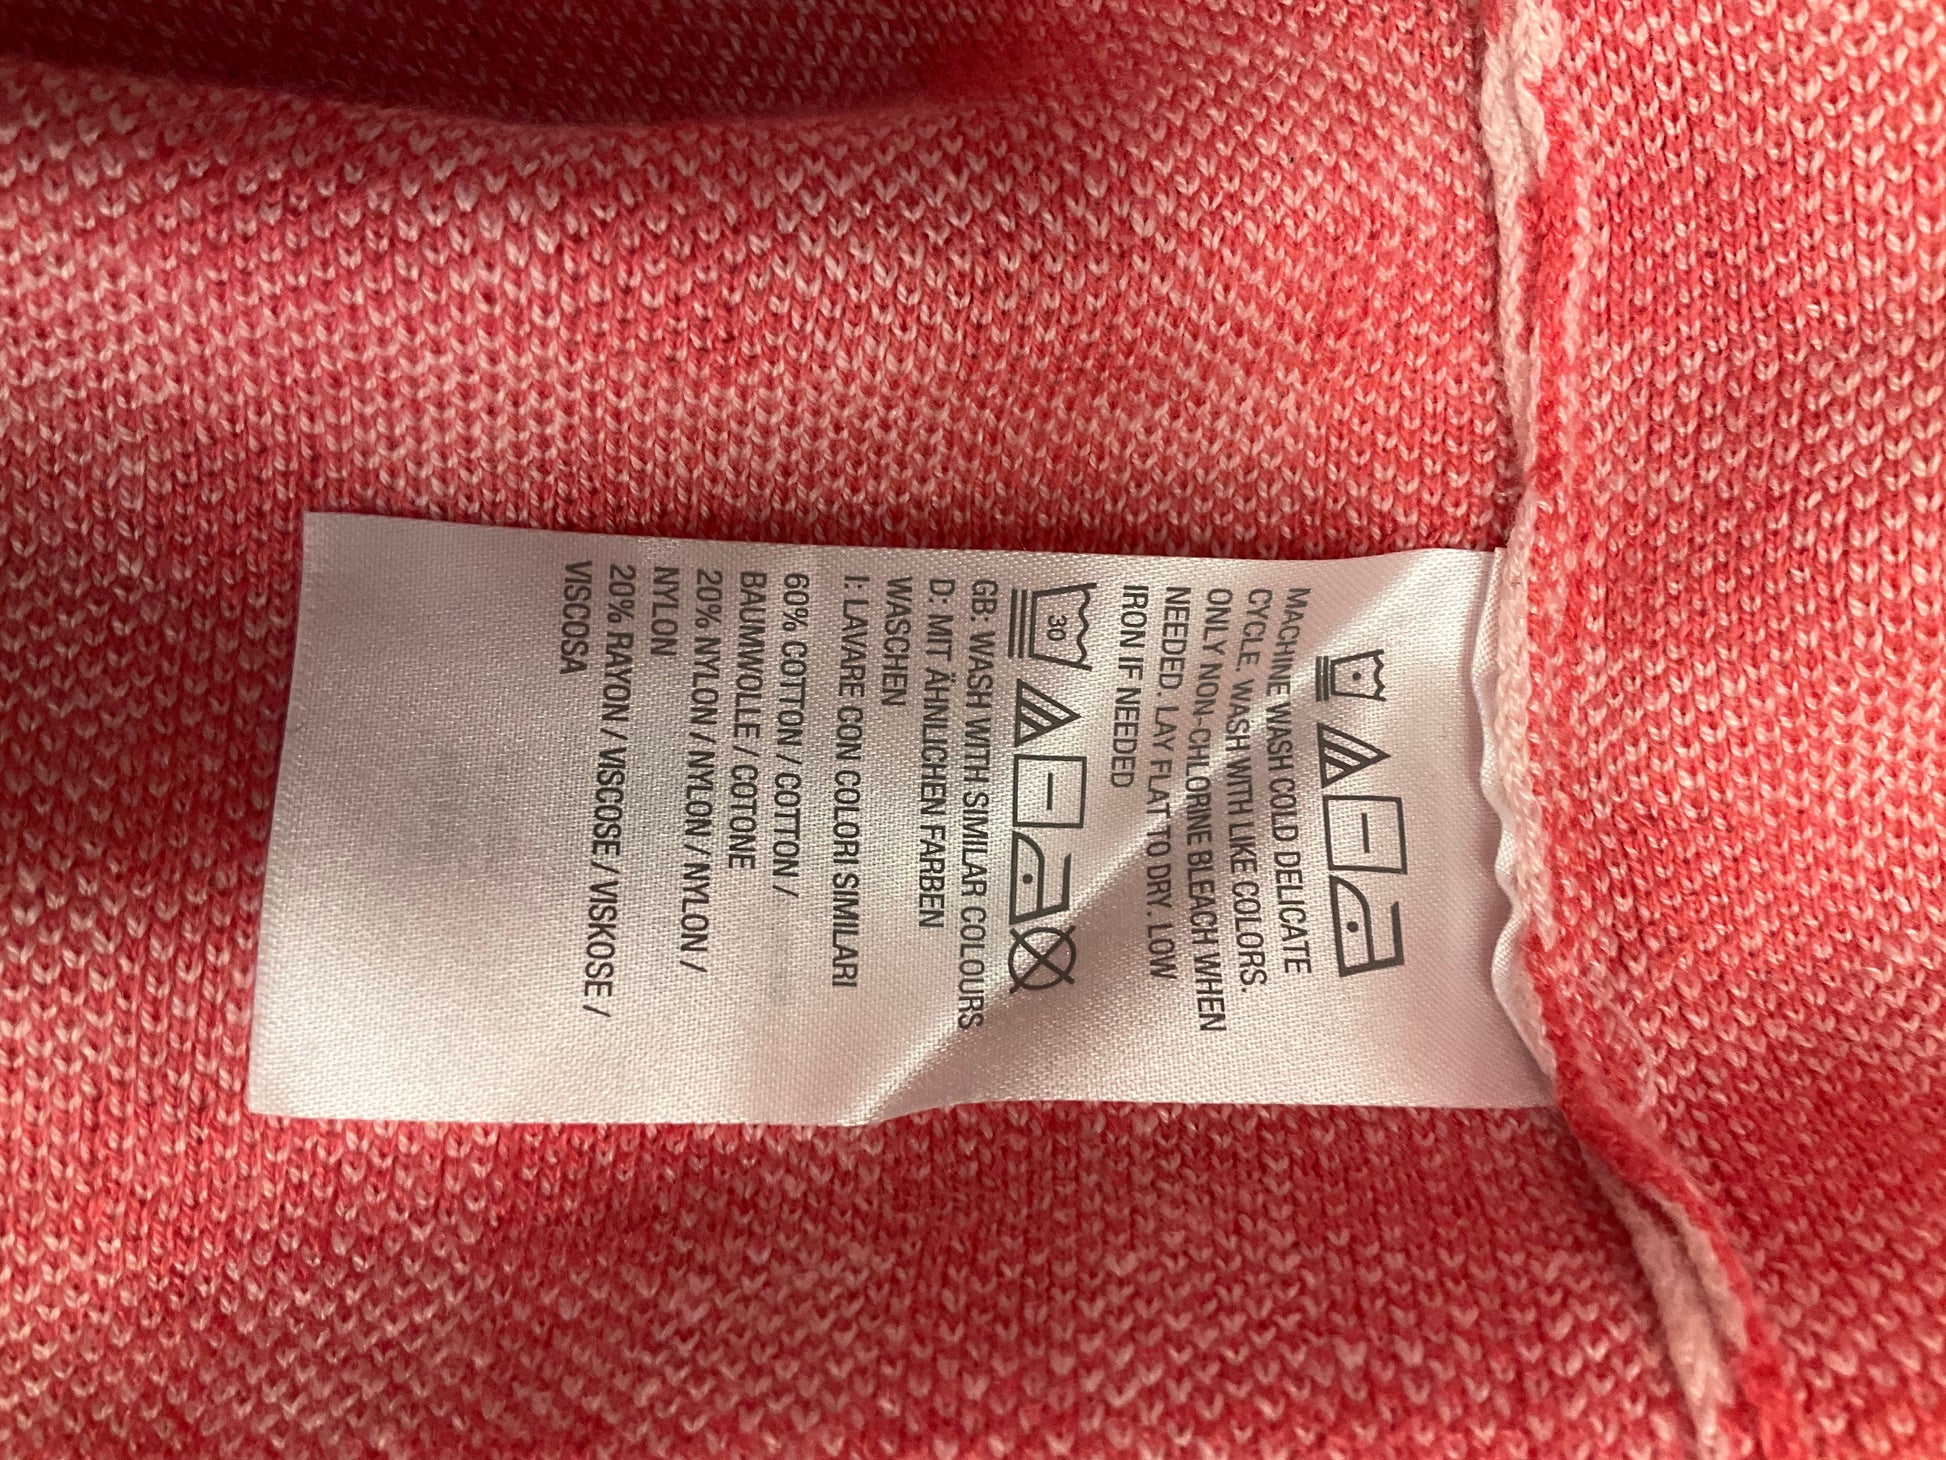 MACHINE WASH COLD DELICATE
CYCLE. WASH WITH LIKE COLORS.
ONLY NON-CHLORINE BLEACH WHEN
NEEDED. LAY FLAT TO DRY. LOW
IRON IF NEEDED
30
GB: WASH WITH SIMILAR COLOURS
D: MIT ÄHNLICHEN FARBEN
WASCHEN
I: LAVARE CON COLORI SIMILARI
60% COTTON / COTTON /
BAUMWOLLE / COTONE
20% NYLON / NYLON / NYLON /
NYLON
20% RAYON / VISCOSE / VISKOSE /
VISCOSA